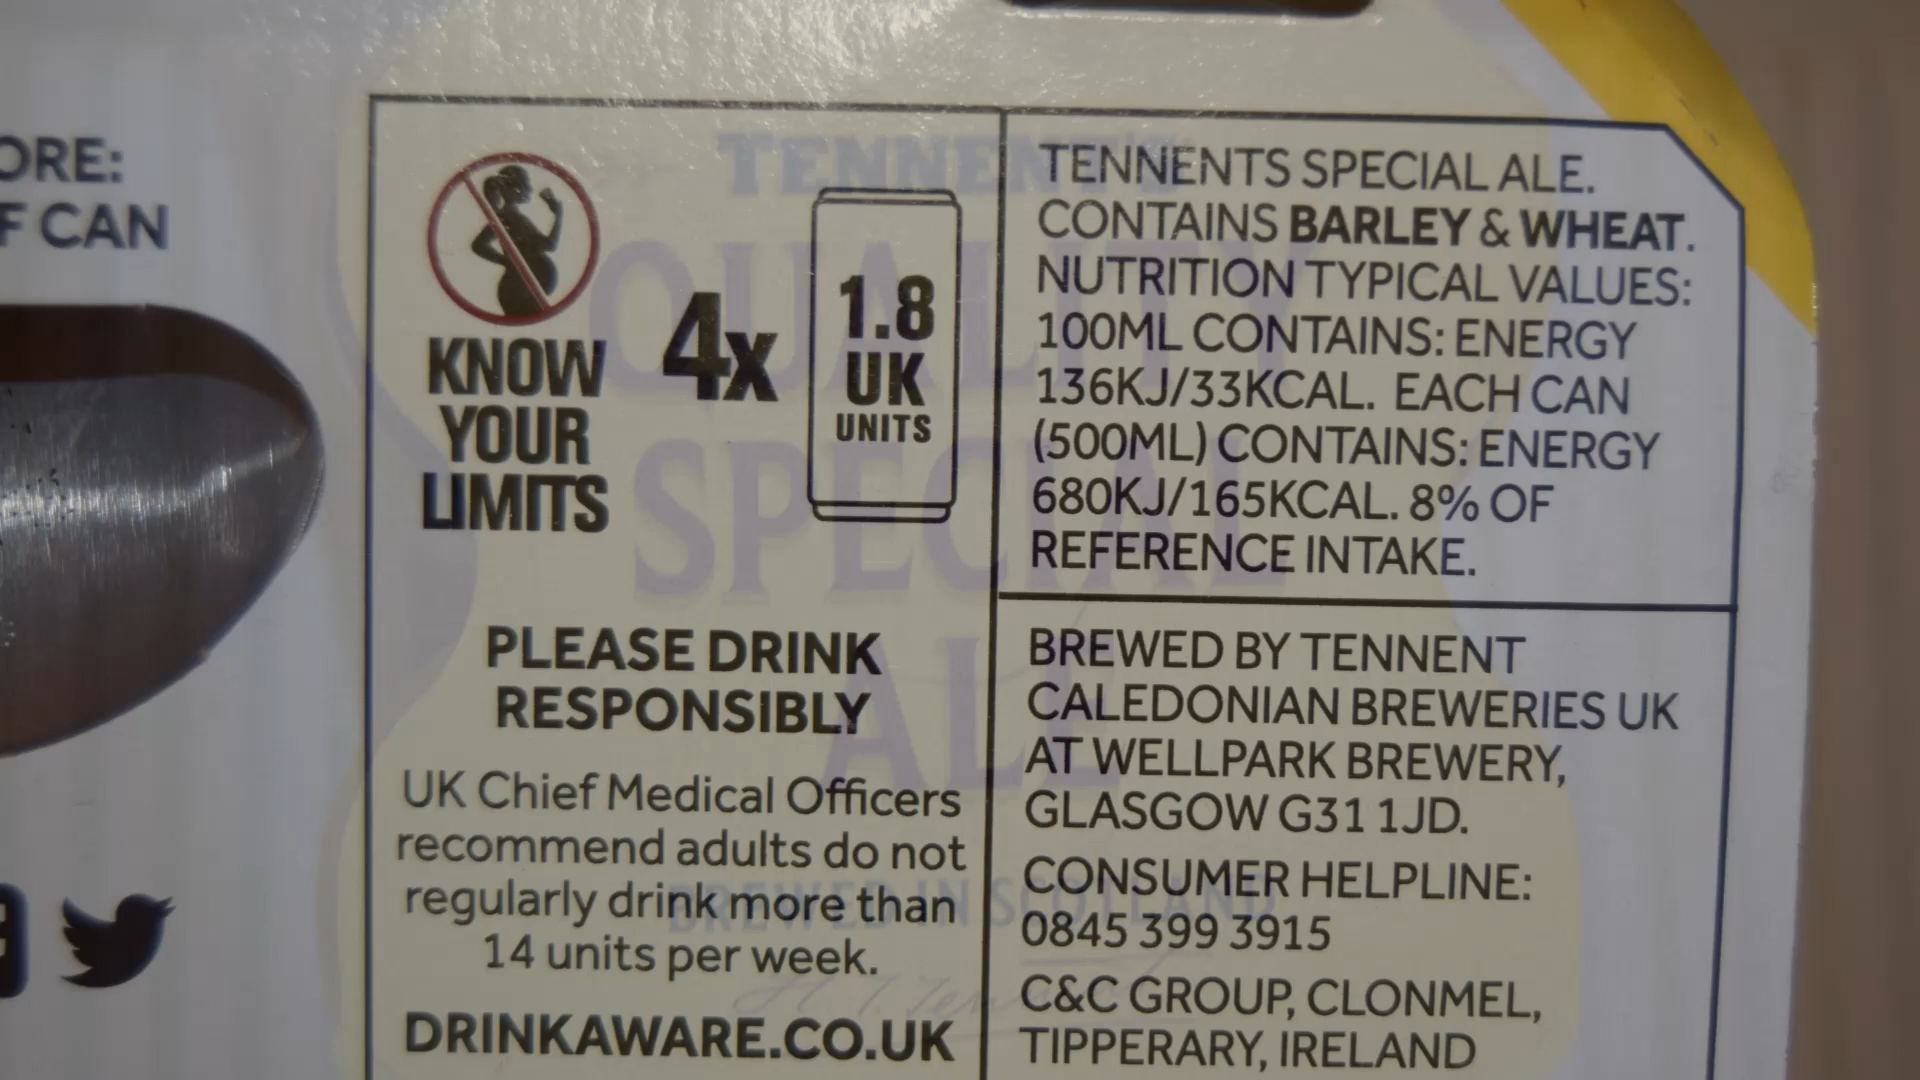 ORE:
F CAN
KNOW
YOUR
LIMITS
4x
1.8
UK
UNITS
PLEASE DRINK
RESPONSIBLY
UK Chief Medical Officers
recommend adults do not
regularly drink more than
14 units per week.
DRINKAWARE.CO.UK
TENNENTS SPECIAL ALE.
CONTAINS BARLEY & WHEAT.
NUTRITION TYPICAL VALUES:
100ML CONTAINS: ENERGY
136KJ/33KCAL. EACH CAN
(500ML) CONTAINS: ENERGY
680KJ/165KCAL. 8% OF
REFERENCE INTAKE.
BREWED BY TENNENT
CALEDONIAN BREWERIES UK
AT WELLPARK BREWERY,
GLASGOW G31 1JD.
CONSUMER HELPLINE:
0845 399 3915
C&C GROUP, CLONMEL,
TIPPERARY, IRELAND
TENNENT'S
QUALITY
SPECIAL
ALE
BREWED IN SCOTLAND